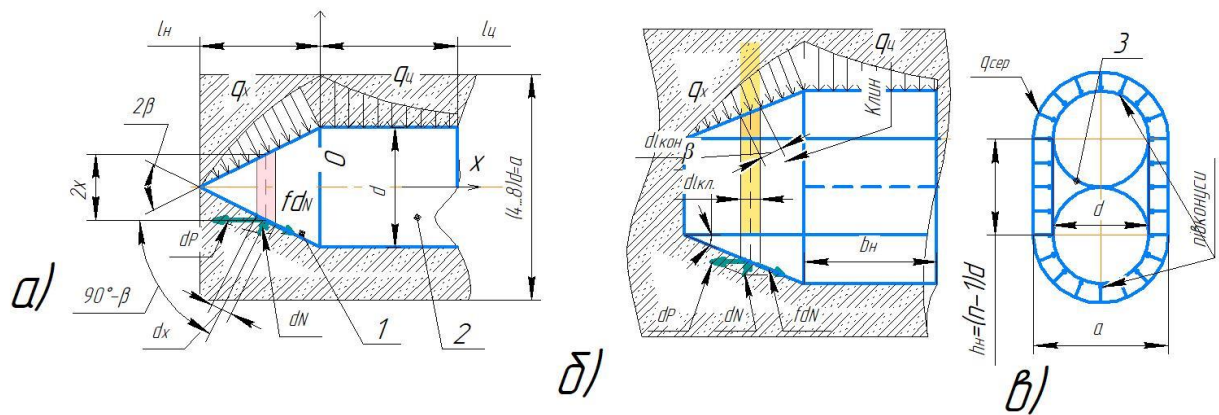 а)
lн
lц
qх
qц
2β
2х
O
X
d
(4...8)d=a
fdN
dP
90°-β
dx
dN
1
2
б)
qх
qц
Клин
dlкон
β
dlкл.
bн
dP
dN
fdN
в)
qсер
3
півконуси
d
hн=(n-1)d
a